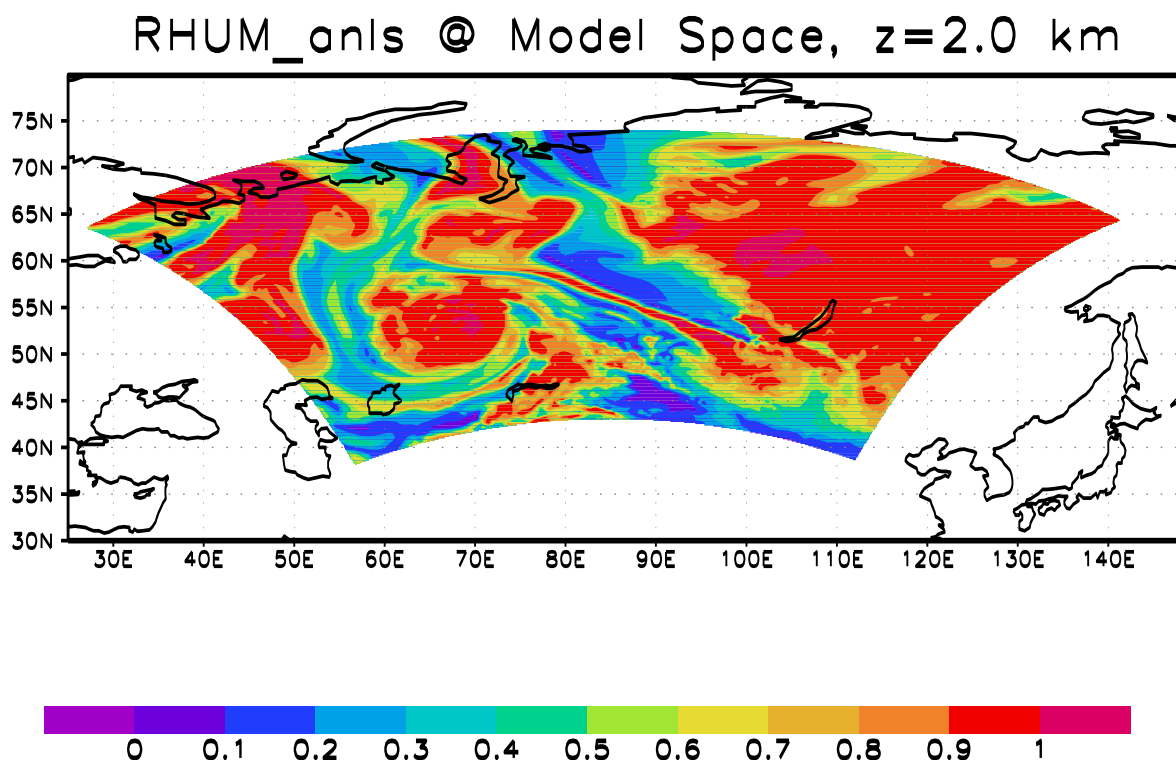 RHUM_anls @ Model Space, z=2.0 km
75N
70N
65N
60N
55N
50N
45N
40N
35N
30N
30E 40E 50E 60E 70E 80E 90E 100E 110E 120E 130E 140E
0 0.1 0.2 0.3 0.4 0.5 0.6 0.7 0.8 0.9 1